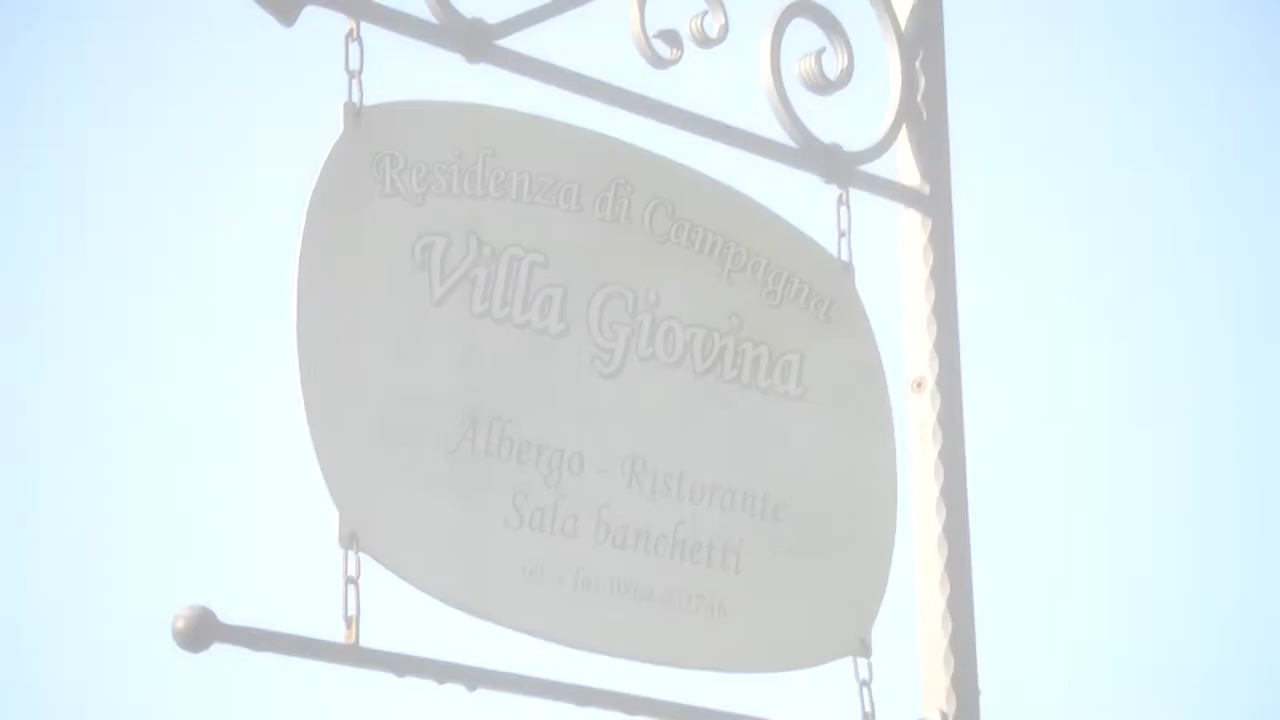 Residenza di Campagna
Villa Giovina
Albergo - Ristorante
Sala banchetti